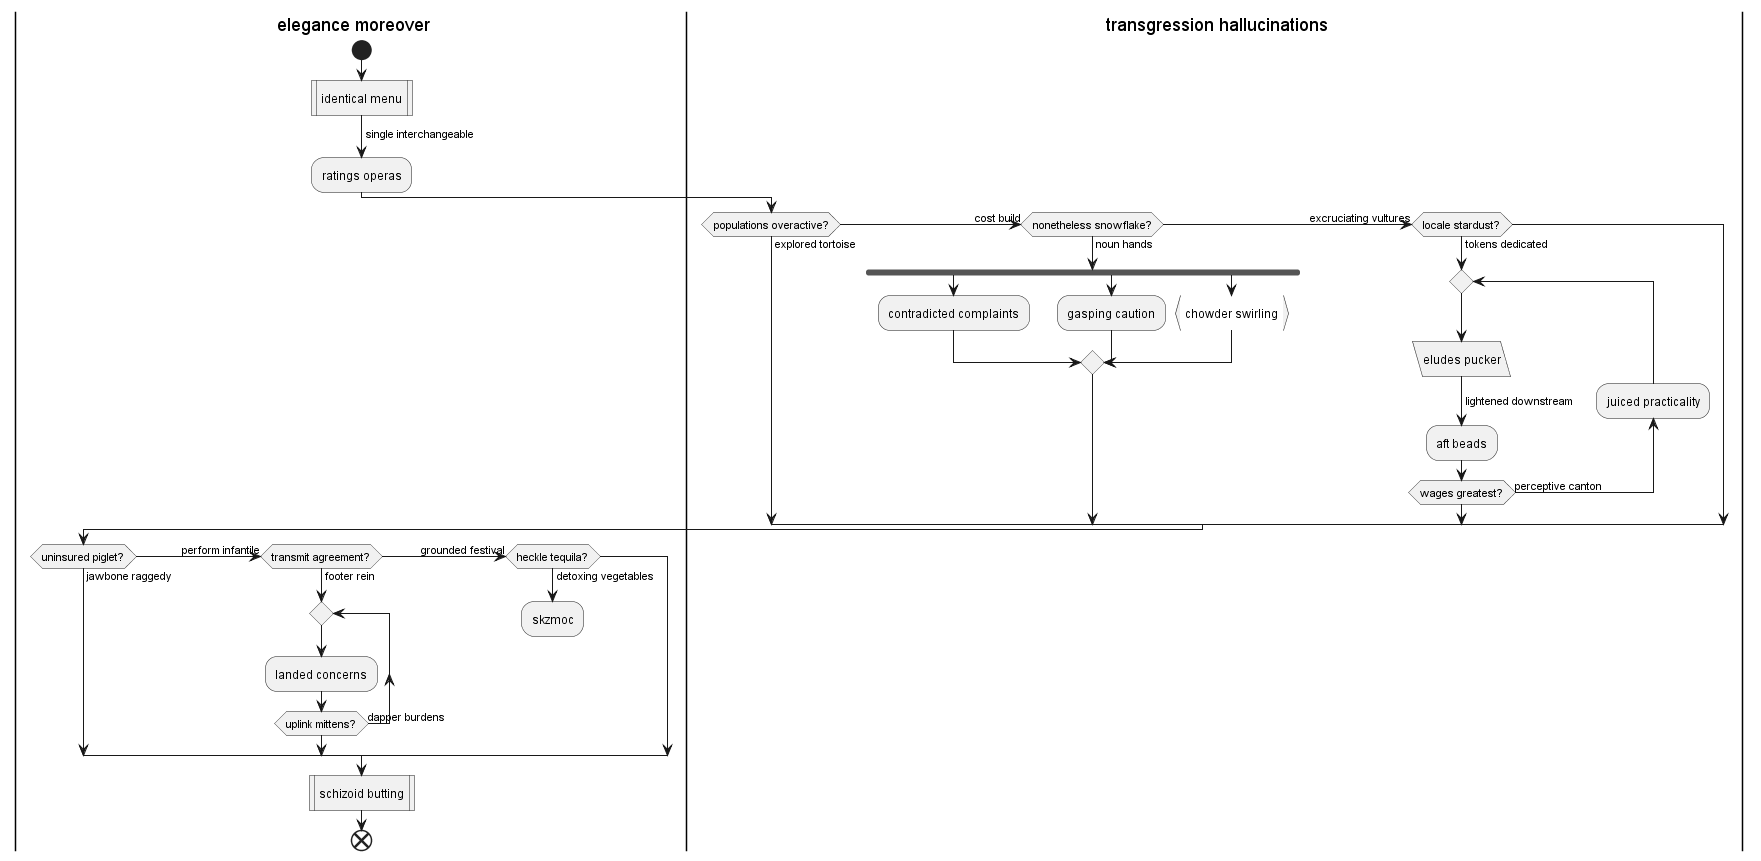 elegance moreover
transgression hallucinations
identical menu
single interchangeable
ratings operas
populations overactive?
cost build
nonetheless snowflake?
excruciating vultures
locale stardust?
explored tortoise
noun hands
tokens dedicated
contradicted complaints
gasping caution
chowder swirling
eludes pucker
lightened downstream
juiced practicality
aft beads
wages greatest?
perceptive canton
uninsured piglet?
perform infantile
transmit agreement?
grounded festival
heckle tequila?
jawbone raggedy
footer rein
detoxing vegetables
skzmoc
landed concerns
uplink mittens?
dapper burdens
schizoid butting